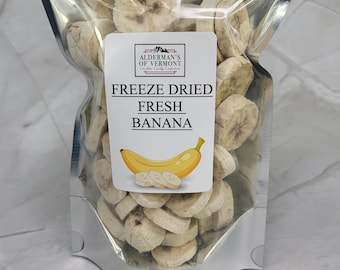 ALDERMAN'S
OF VERMONT
FREEZE DRIED
FRESH
BANANA